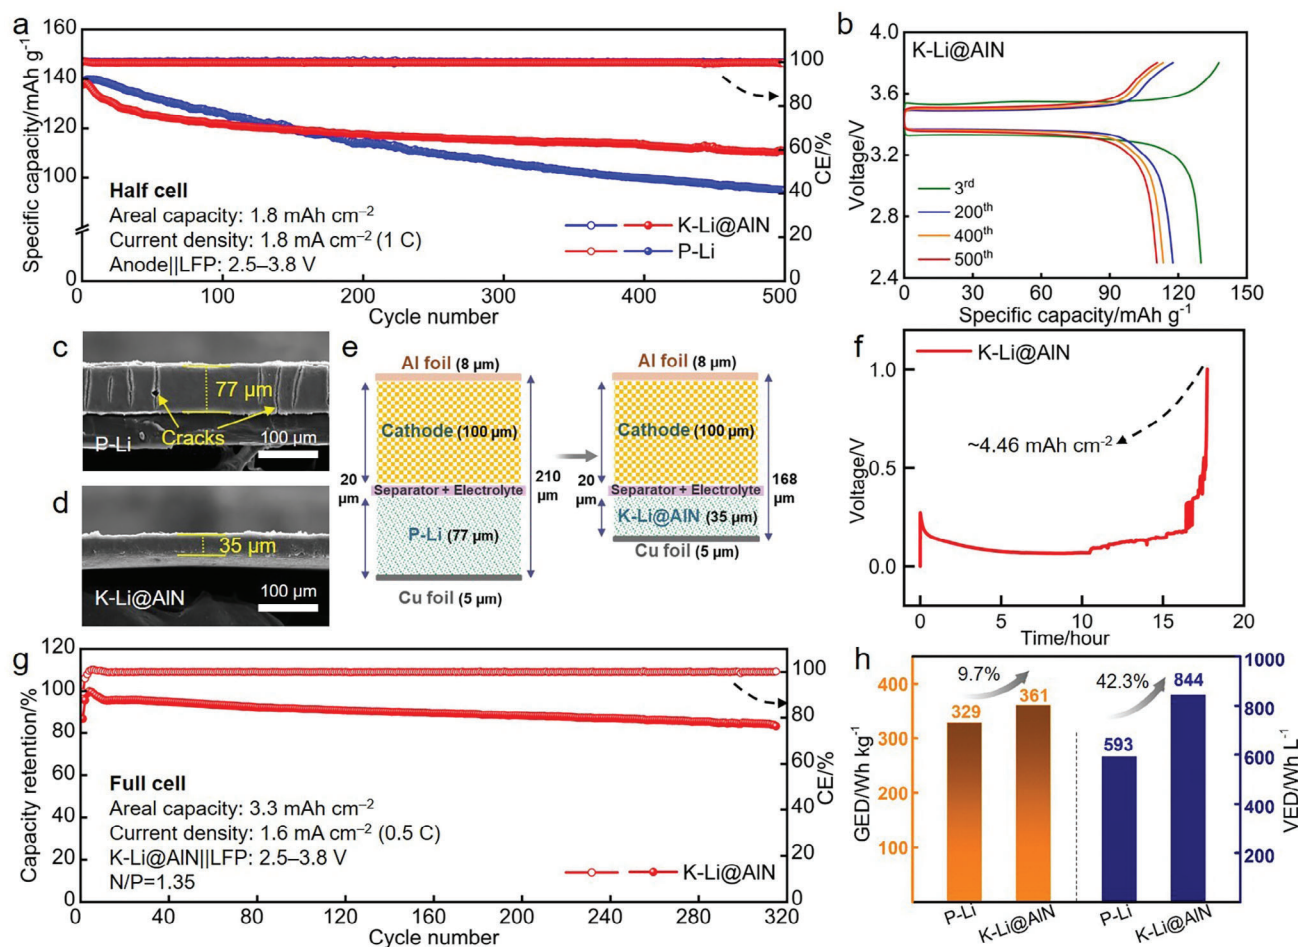 a
160
140
120
100
0
Specific capacity/mAh g⁻¹
100
80
60
40
20
0
CE/%
Half cell
Areal capacity: 1.8 mAh cm⁻²
Current density: 1.8 mA cm⁻² (1 C)
Anode||LFP: 2.5–3.8 V
K-Li@AlN
P-Li
0 100 200 300 400 500
Cycle number
b
K-Li@AlN
4.0
3.6
3.2
2.8
2.4
Voltage/V
3rd
200th
400th
500th
0 30 60 90 120 150
Specific capacity/mAh g⁻¹
c
77 μm
Cracks
P-Li
100 μm
d
35 μm
K-Li@AlN
100 μm
e
Al foil (8 μm)
Cathode (100 μm)
20 μm
210 μm
Separator + Electrolyte
P-Li (77 μm)
Cu foil (5 μm)
Al foil (8 μm)
Cathode (100 μm)
20 μm
168 μm
Separator + Electrolyte
K-Li@AlN (35 μm)
Cu foil (5 μm)
f
K-Li@AlN
~4.46 mAh cm⁻²
1.0
0.5
0.0
Voltage/V
0 5 10 15 20
Time/hour
g
120
100
80
60
40
20
0
Capacity retention/%
100
80
60
40
20
0
CE/%
Full cell
Areal capacity: 3.3 mAh cm⁻²
Current density: 1.6 mA cm⁻² (0.5 C)
K-Li@AlN||LFP: 2.5–3.8 V
N/P=1.35
K-Li@AlN
0 40 80 120 160 200 240 280 320
Cycle number
h
400
300
200
100
GED/Wh kg⁻¹
9.7%
329
361
42.3%
593
844
1000
800
600
400
200
VED/Wh L⁻¹
P-Li
K-Li@AlN
P-Li
K-Li@AlN